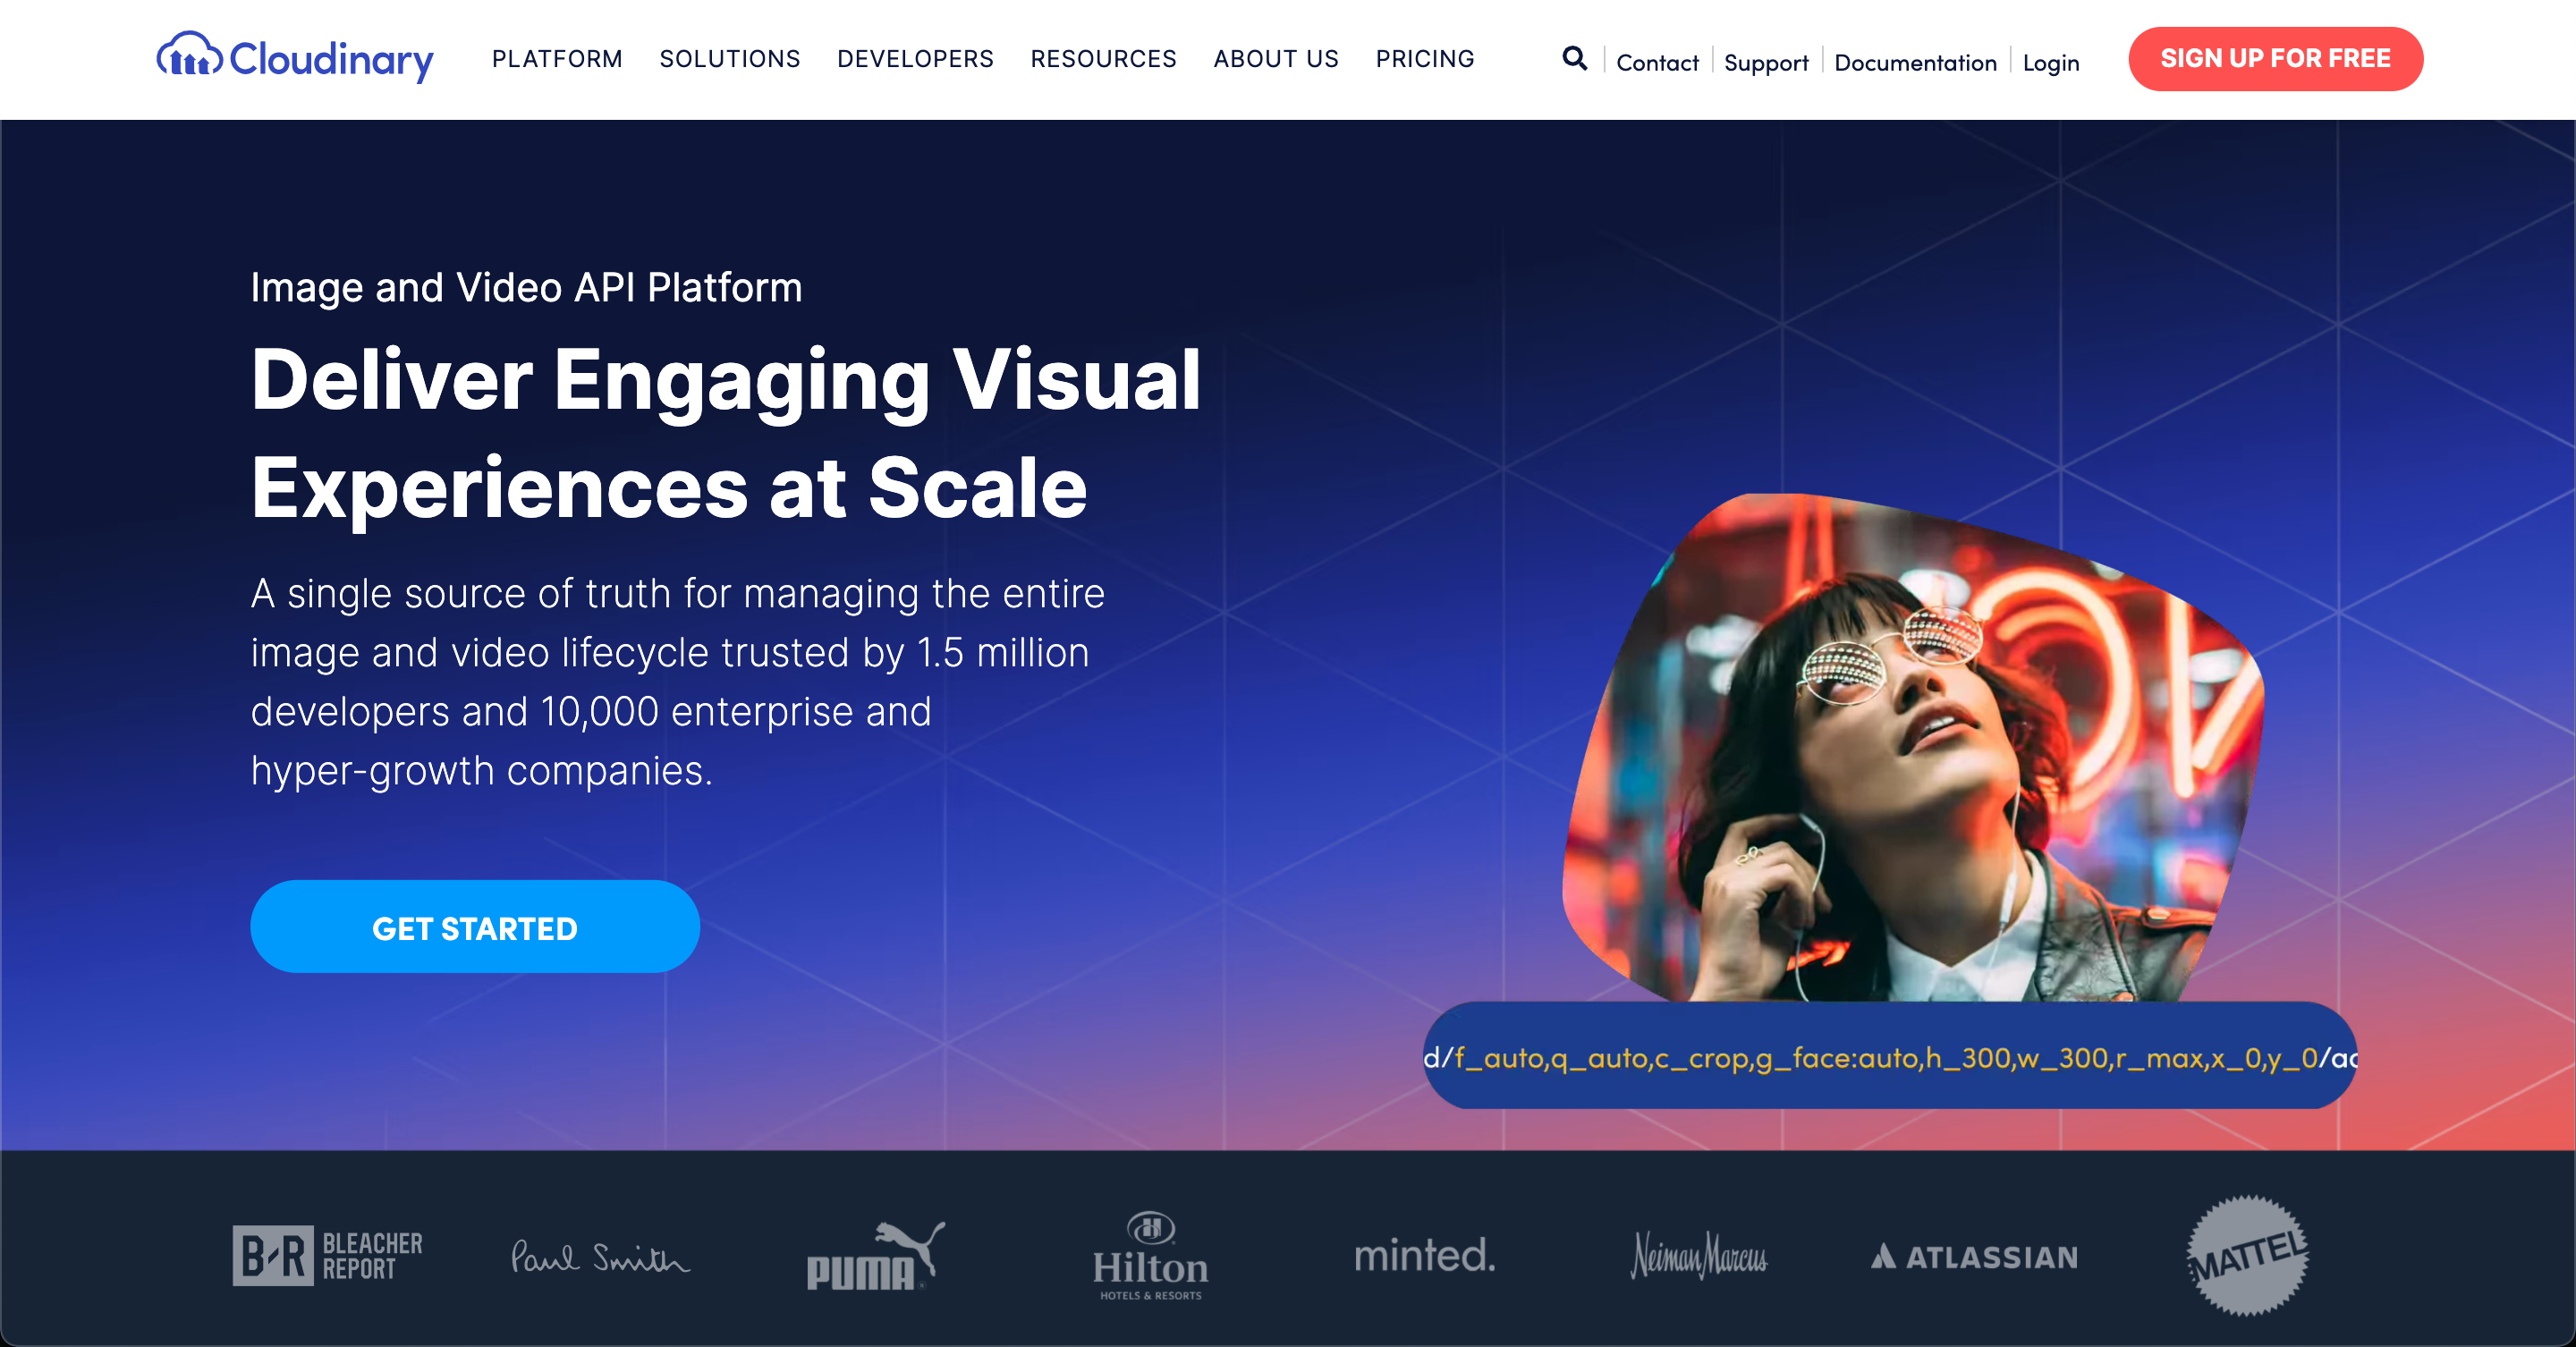 Cloudinary
PLATFORM
SOLUTIONS
DEVELOPERS
RESOURCES
ABOUT US
PRICING
Contact
Support
Documentation
Login
SIGN UP FOR FREE
Image and Video API Platform
Deliver Engaging Visual
Experiences at Scale
A single source of truth for managing the entire
image and video lifecycle trusted by 1.5 million
developers and 10,000 enterprise and
hyper-growth companies.
GET STARTED
d/f_auto,q_auto,c_crop,g_face:auto,h_300,w_300,r_max,x_0,y_0/ac
B-R
BLEACHER
REPORT
Paul Smith
PUMA
Hilton
HOTELS & RESORTS
minted.
Neiman Marcus
ATLASSIAN
MATTEL